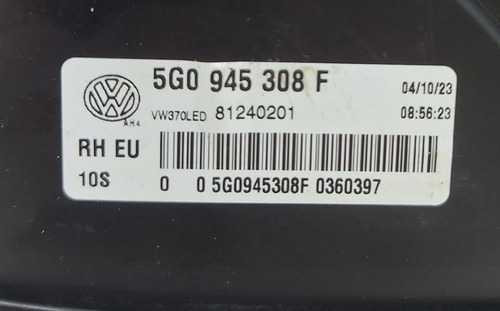 5G0 945 308 F 04/10/23
AH4 VW370LED 81240201 08:56:23
RH EU
10S 0 0 5G0945308F 0360397